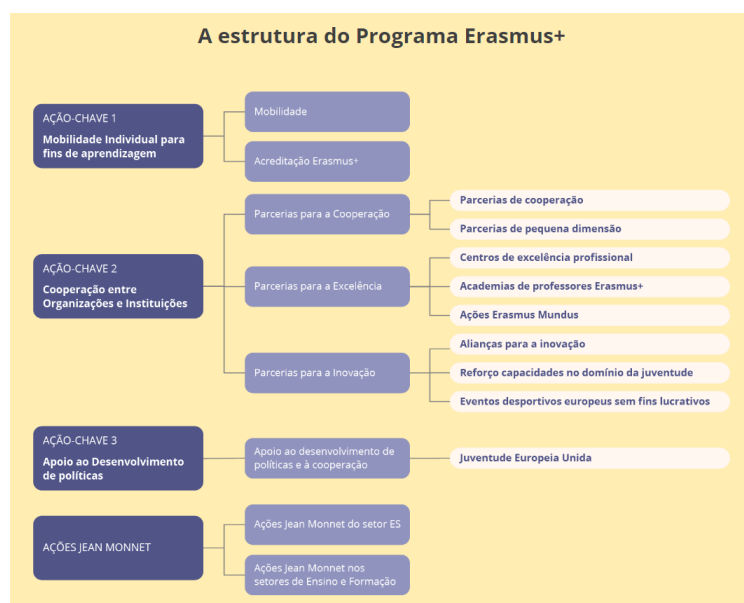 A estrutura do Programa Erasmus+
AÇÃO-CHAVE 1
Mobilidade Individual para
fins de aprendizagem
Mobilidade
Acreditação Erasmus+
AÇÃO-CHAVE 2
Cooperação entre
Organizações e Instituições
Parcerias para a Cooperação
Parcerias de cooperação
Parcerias de pequena dimensão
Parcerias para a Excelência
Centros de excelência profissional
Academias de professores Erasmus+
Ações Erasmus Mundus
Parcerias para a Inovação
Alianças para a inovação
Reforço capacidades no domínio da juventude
Eventos desportivos europeus sem fins lucrativos
AÇÃO-CHAVE 3
Apoio ao Desenvolvimento
de políticas
Apoio ao desenvolvimento de
políticas e à cooperação
Juventude Europeia Unida
AÇÕES JEAN MONNET
Ações Jean Monnet do setor ES
Ações Jean Monnet nos
setores de Ensino e Formação